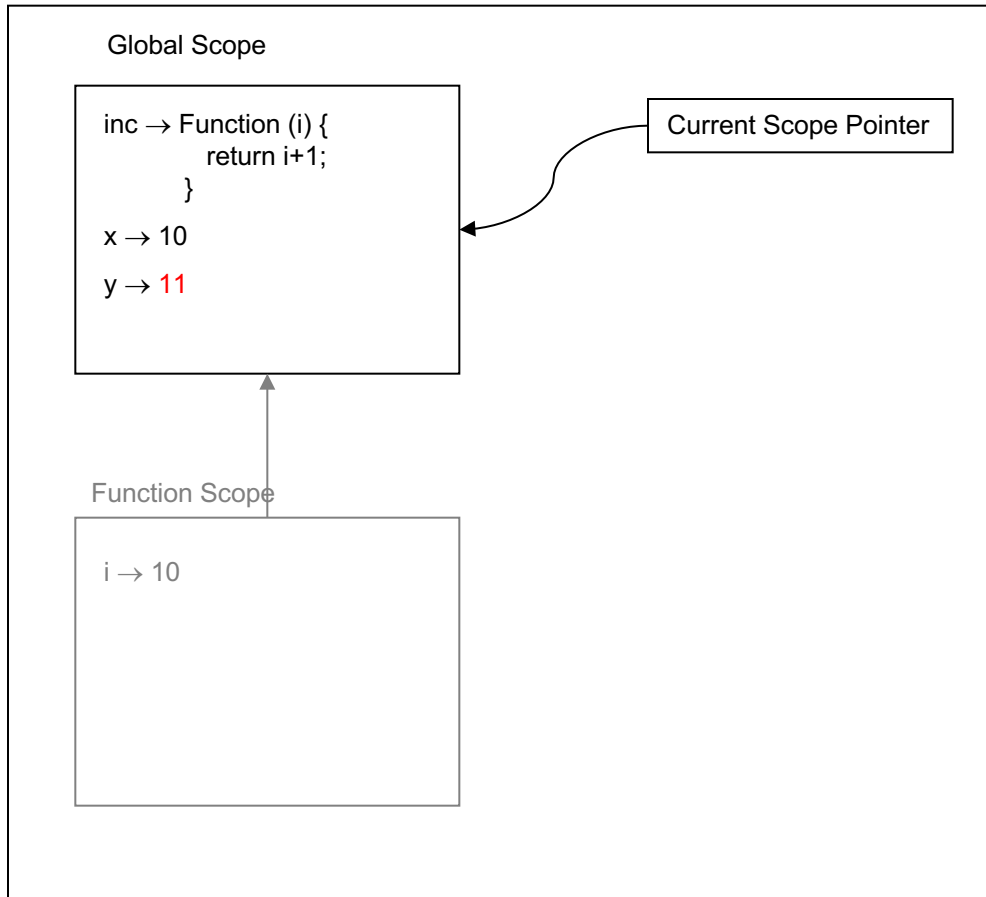 Global Scope
inc → Function (i) {
return i+1;
}
x → 10
y → 11
Current Scope Pointer
Function Scope
i → 10